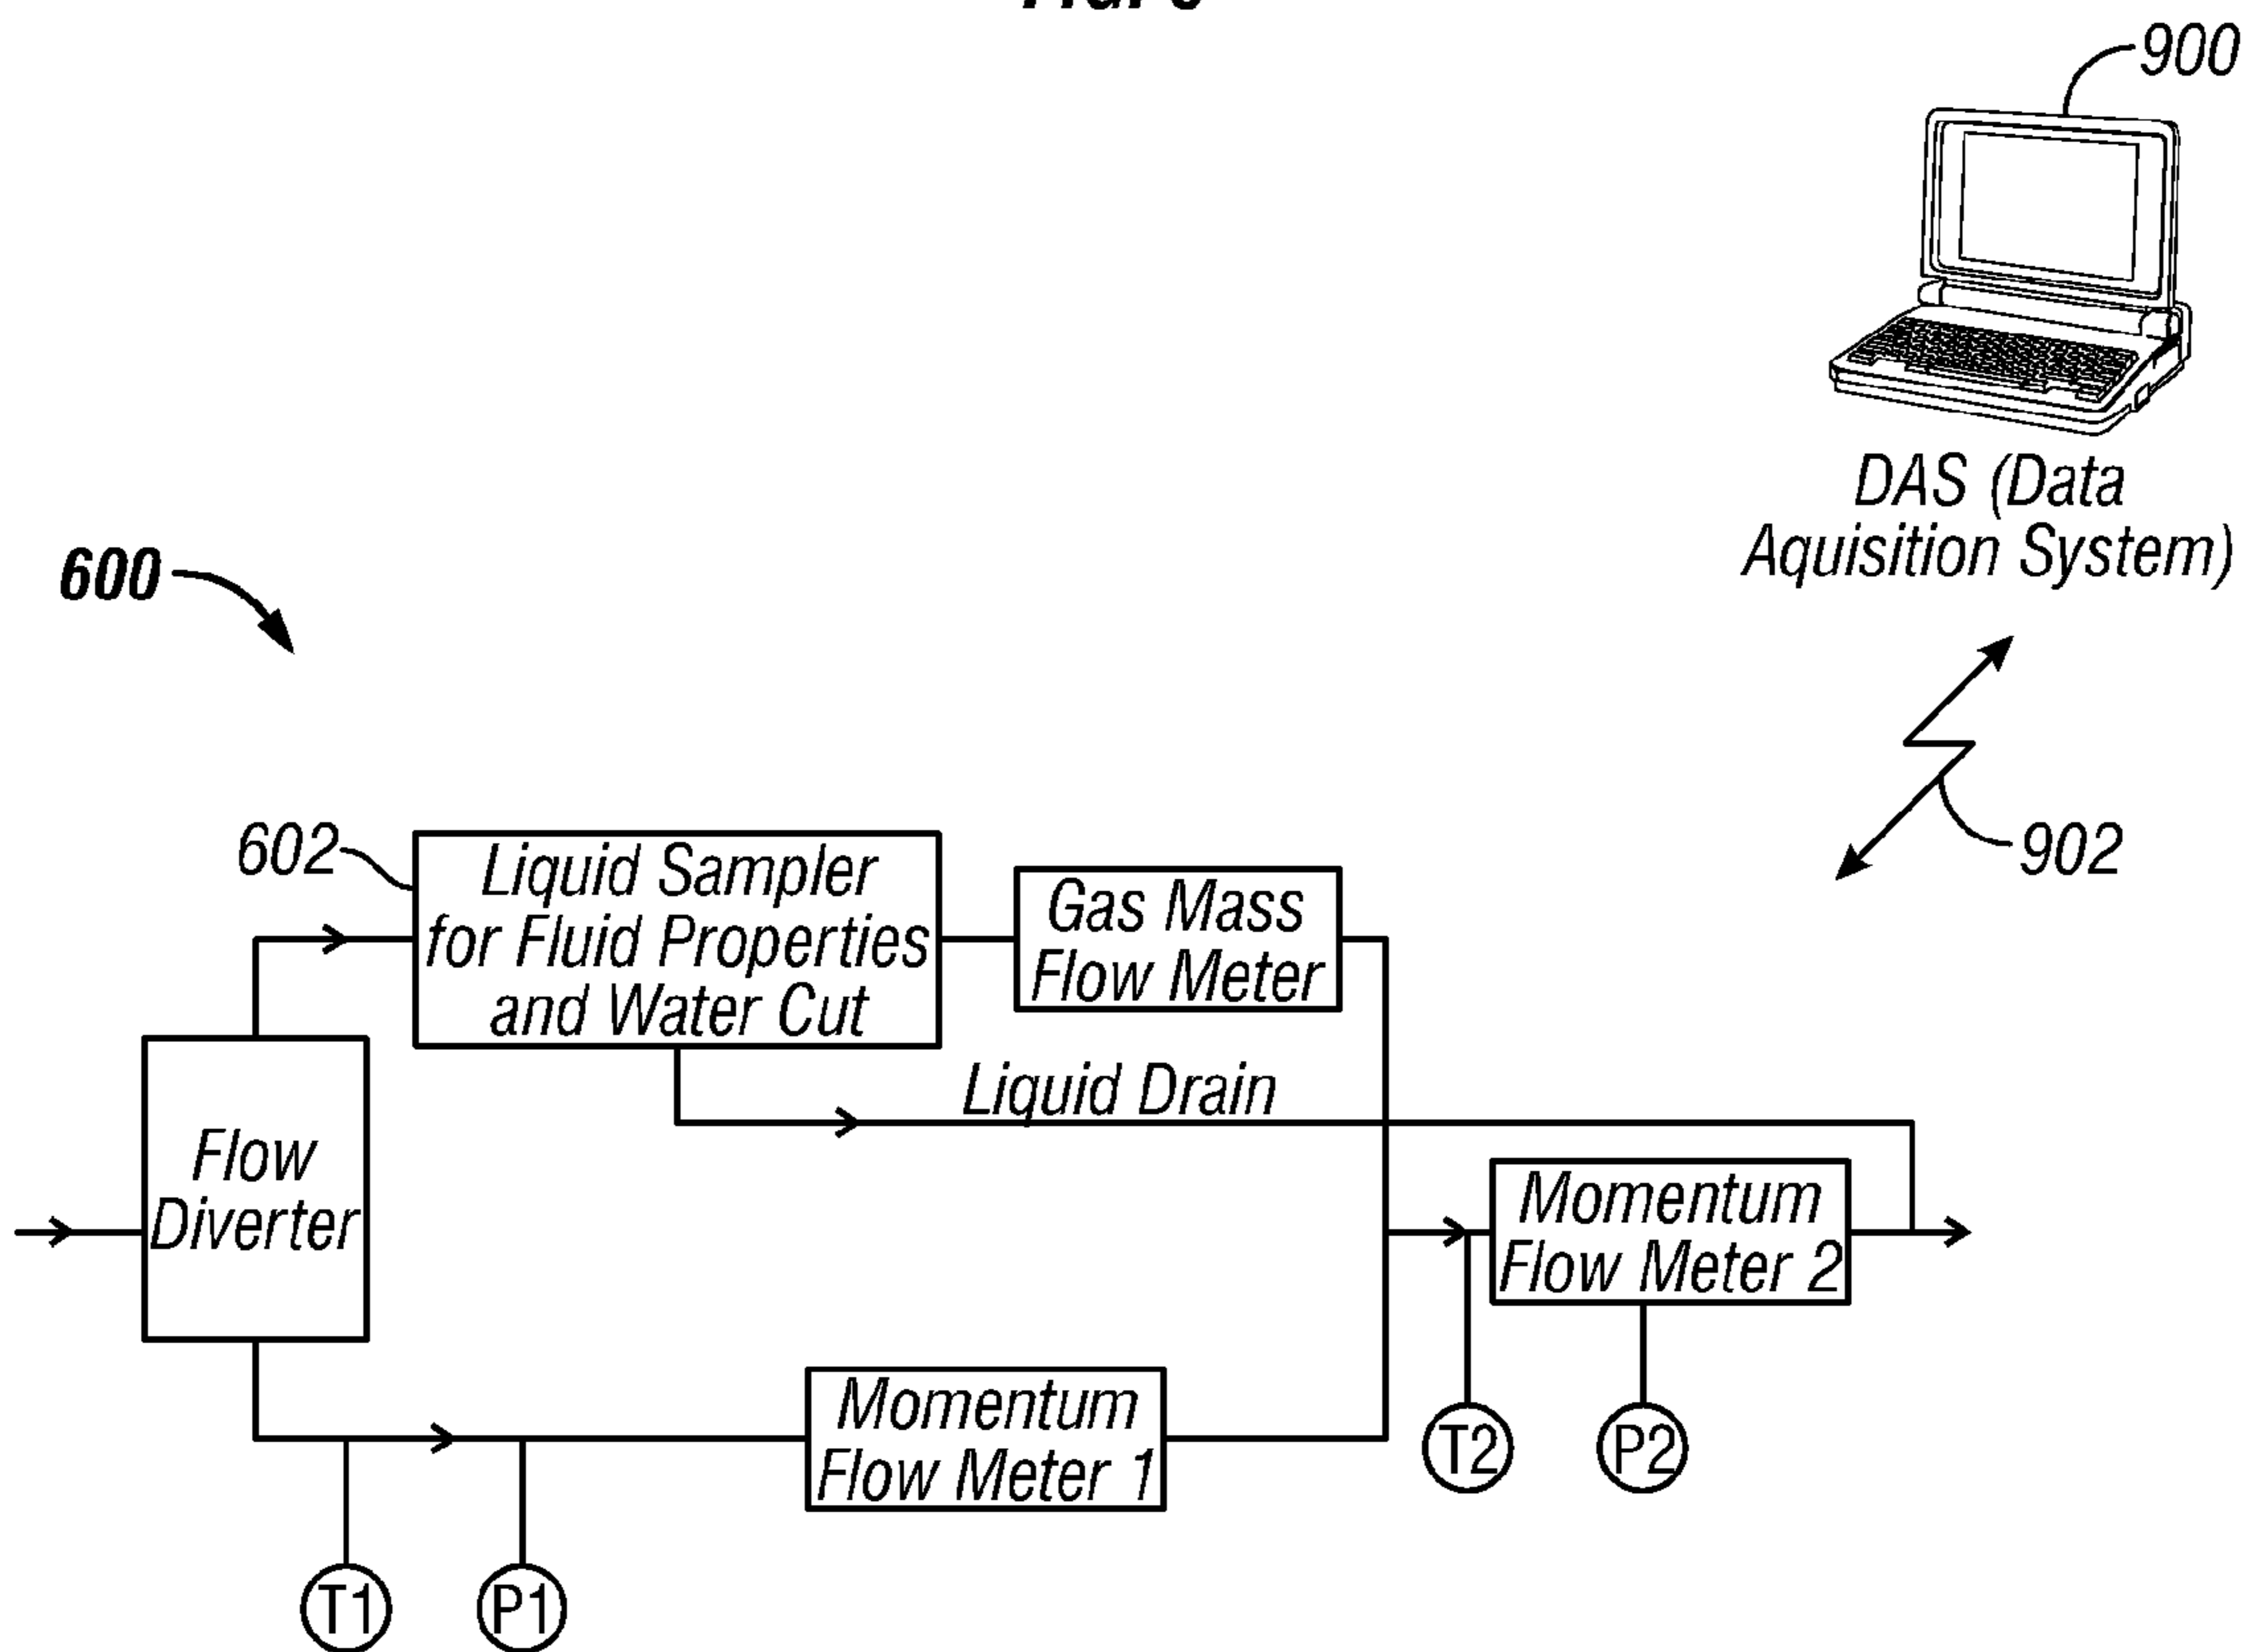 900
DAS (Data
Aquisition System)
600
902
602
Liquid Sampler
for Fluid Properties
and Water Cut
Gas Mass
Flow Meter
Liquid Drain
Flow
Diverter
Momentum
Flow Meter 2
Momentum
Flow Meter 1
T2
P2
T1
P1